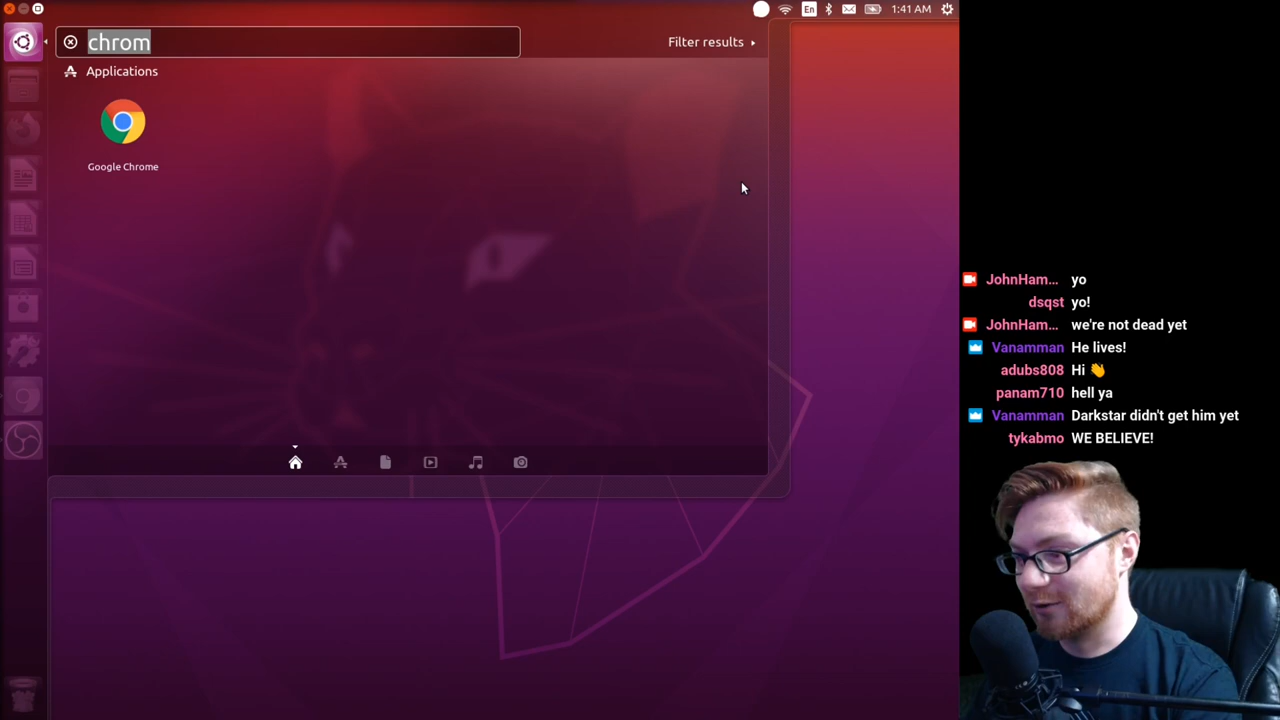 En
1:41 AM
chrom
Filter results
Applications
Google Chrome
JohnHam... yo
dsqst yo!
JohnHam... we're not dead yet
Vanamman He lives!
adubs808 Hi 👋
panam710 hell ya
Vanamman Darkstar didn't get him yet
tykabmo WE BELIEVE!